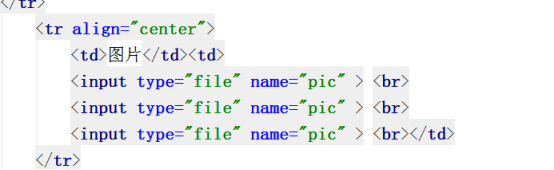 </tr>
<tr align="center">
<td>图片</td><td>
<input type="file" name="pic" > <br>
<input type="file" name="pic" > <br>
<input type="file" name="pic" > <br></td>
</tr>